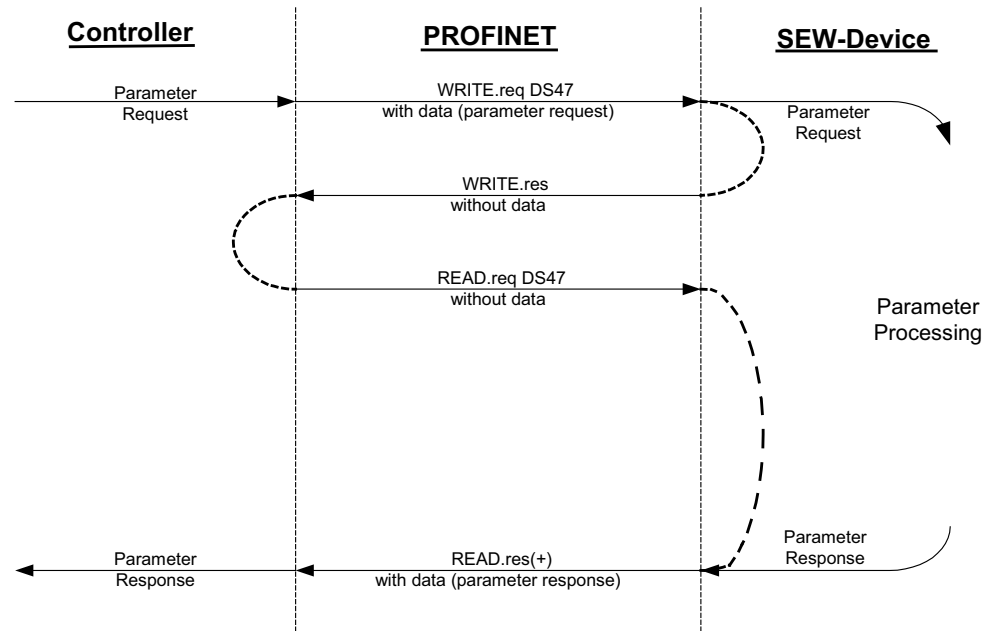 Controller
PROFINET
SEW-Device
Parameter
Request
WRITE.req DS47
with data (parameter request)
Parameter
Request
WRITE.res
without data
READ.req DS47
without data
Parameter
Processing
Parameter
Response
READ.res(+)
with data (parameter response)
Parameter
Response